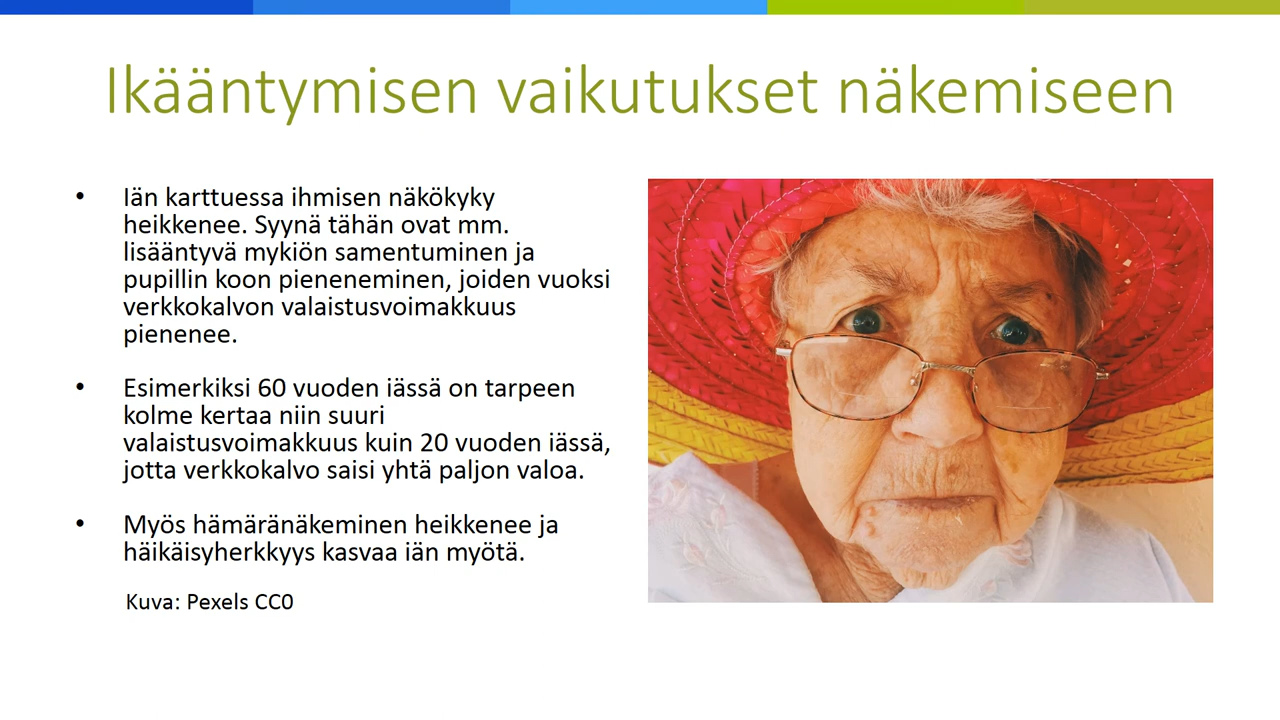 Ikääntymisen vaikutukset näkemiseen
• Iän karttuessa ihmisen näkökyky
heikkenee. Syynä tähän ovat mm.
lisääntyvä mykiön samentuminen ja
pupillin koon pieneneminen, joiden vuoksi
verkkokalvon valaistusvoimakkuus
pienenee.
• Esimerkiksi 60 vuoden iässä on tarpeen
kolme kertaa niin suuri
valaistusvoimakkuus kuin 20 vuoden iässä,
jotta verkkokalvo saisi yhtä paljon valoa.
• Myös hämäränäkeminen heikkenee ja
häikäisyherkkyys kasvaa iän myötä.
Kuva: Pexels CC0